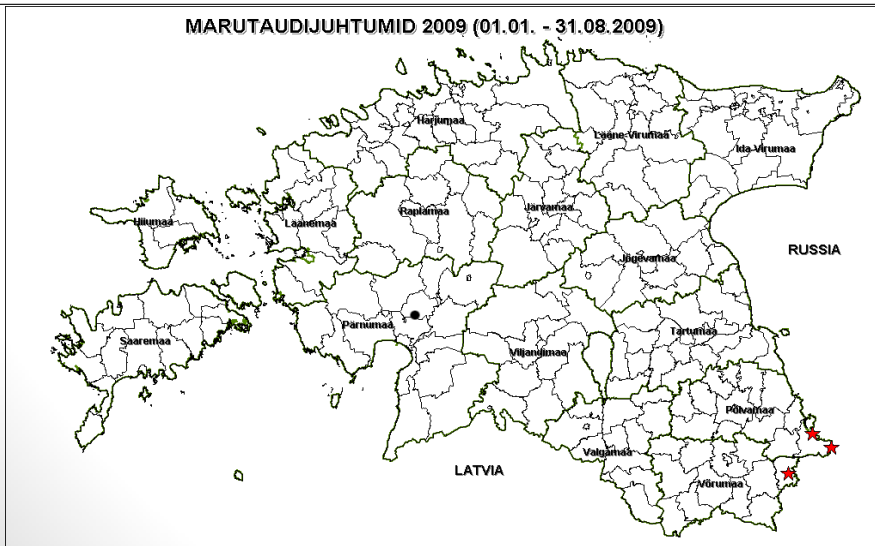 MARUTAUDIJUHTUMID 2009 (01.01. - 31.08.2009)
Harjumaa
Lääne-Virumaa
Ida-Virumaa
Hiiumaa
Läänemaa
Raplamaa
Järvamaa
RUSSIA
Jõgevamaa
Pärnumaa
Saaremaa
Viljandimaa
Tartumaa
Põlvamaa
Valgamaa
LATVIA
Võrumaa